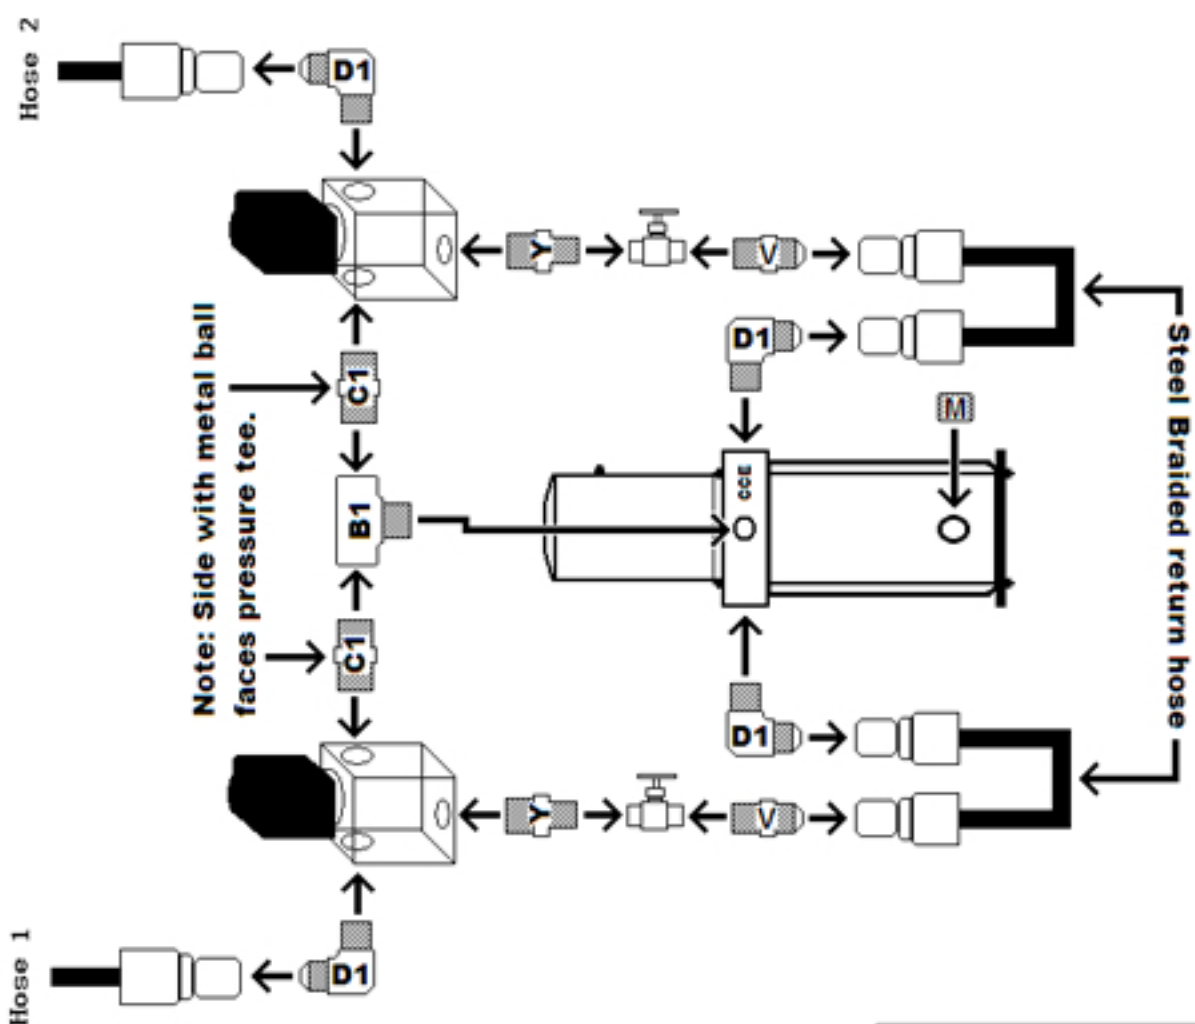 Hose 2
D1
Y
V
D1
C1
M
Note: Side with metal ball
faces pressure tee.
Steel Braided return hose
CCE
B1
C1
D1
Y
V
D1
Hose 1